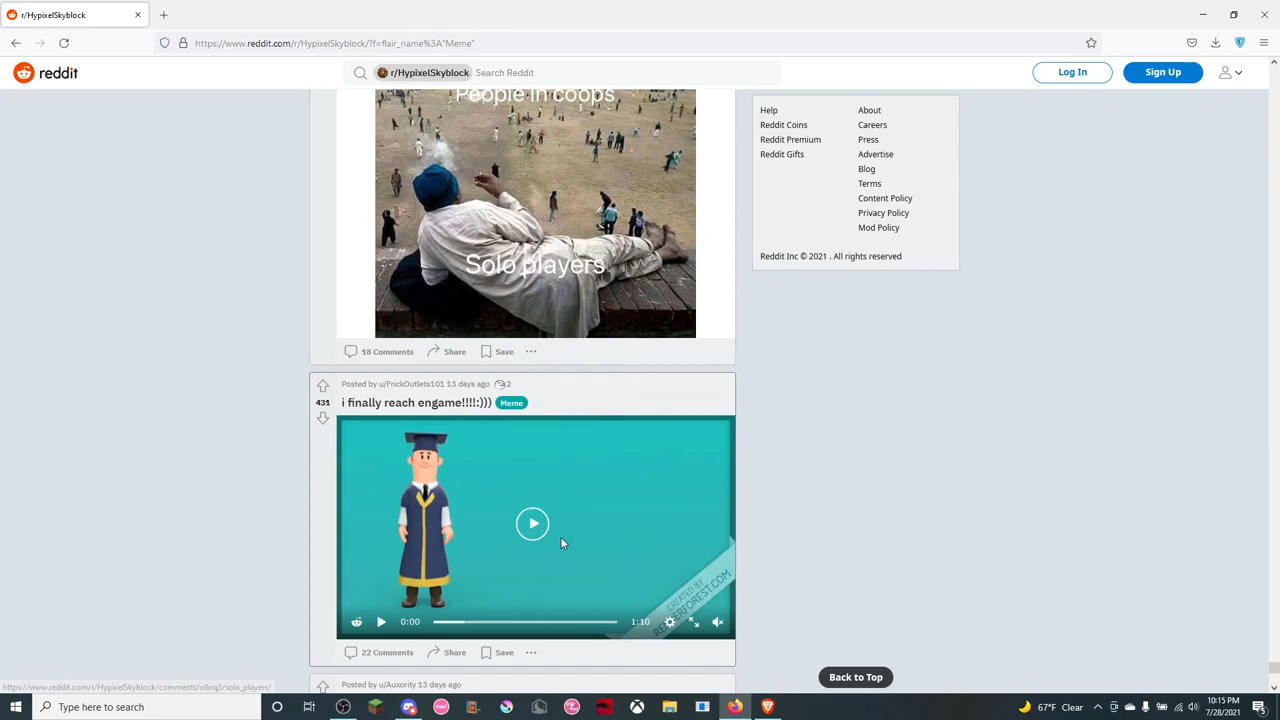 r/HypixelSkyblock
https://www.reddit.com/r/HypixelSkyblock/?f=flair_name%3A"Meme"
reddit
r/HypixelSkyblock Search Reddit
Log In
Sign Up
People in coops
Solo players
18 Comments Share Save
Posted by u/FrickOutlets101 13 days ago 2
431
i finally reach engame!!!!:))) Meme
CREATED BY
RENDERFOREST.COM
0:00
1:10
22 Comments Share Save
Posted by u/Auxority 13 days ago
Help
Reddit Coins
Reddit Premium
Reddit Gifts
About
Careers
Press
Advertise
Blog
Terms
Content Policy
Privacy Policy
Mod Policy
Reddit Inc © 2021 . All rights reserved
Back to Top
https://www.reddit.com/r/HypixelSkyblock/comments/olkrq3/solo_players/
Type here to search
67°F Clear
10:15 PM
7/28/2021